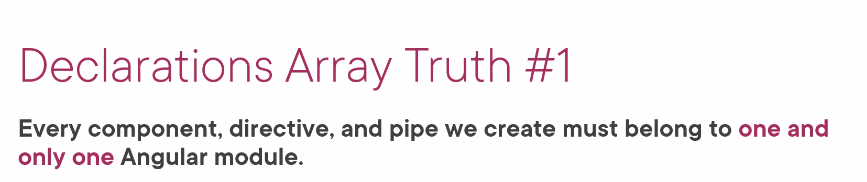 Declarations Array Truth #1
Every component, directive, and pipe we create must belong to one and
only one Angular module.